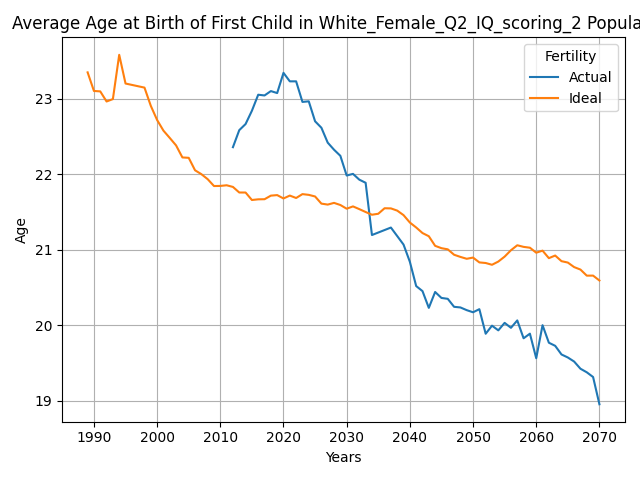 Average Age at Birth of First Child in White_Female_Q2_IQ_scoring_2 Popula
Fertility
Actual
Ideal
Age
23
22
21
20
19
1990 2000 2010 2020 2030 2040 2050 2060 2070
Years